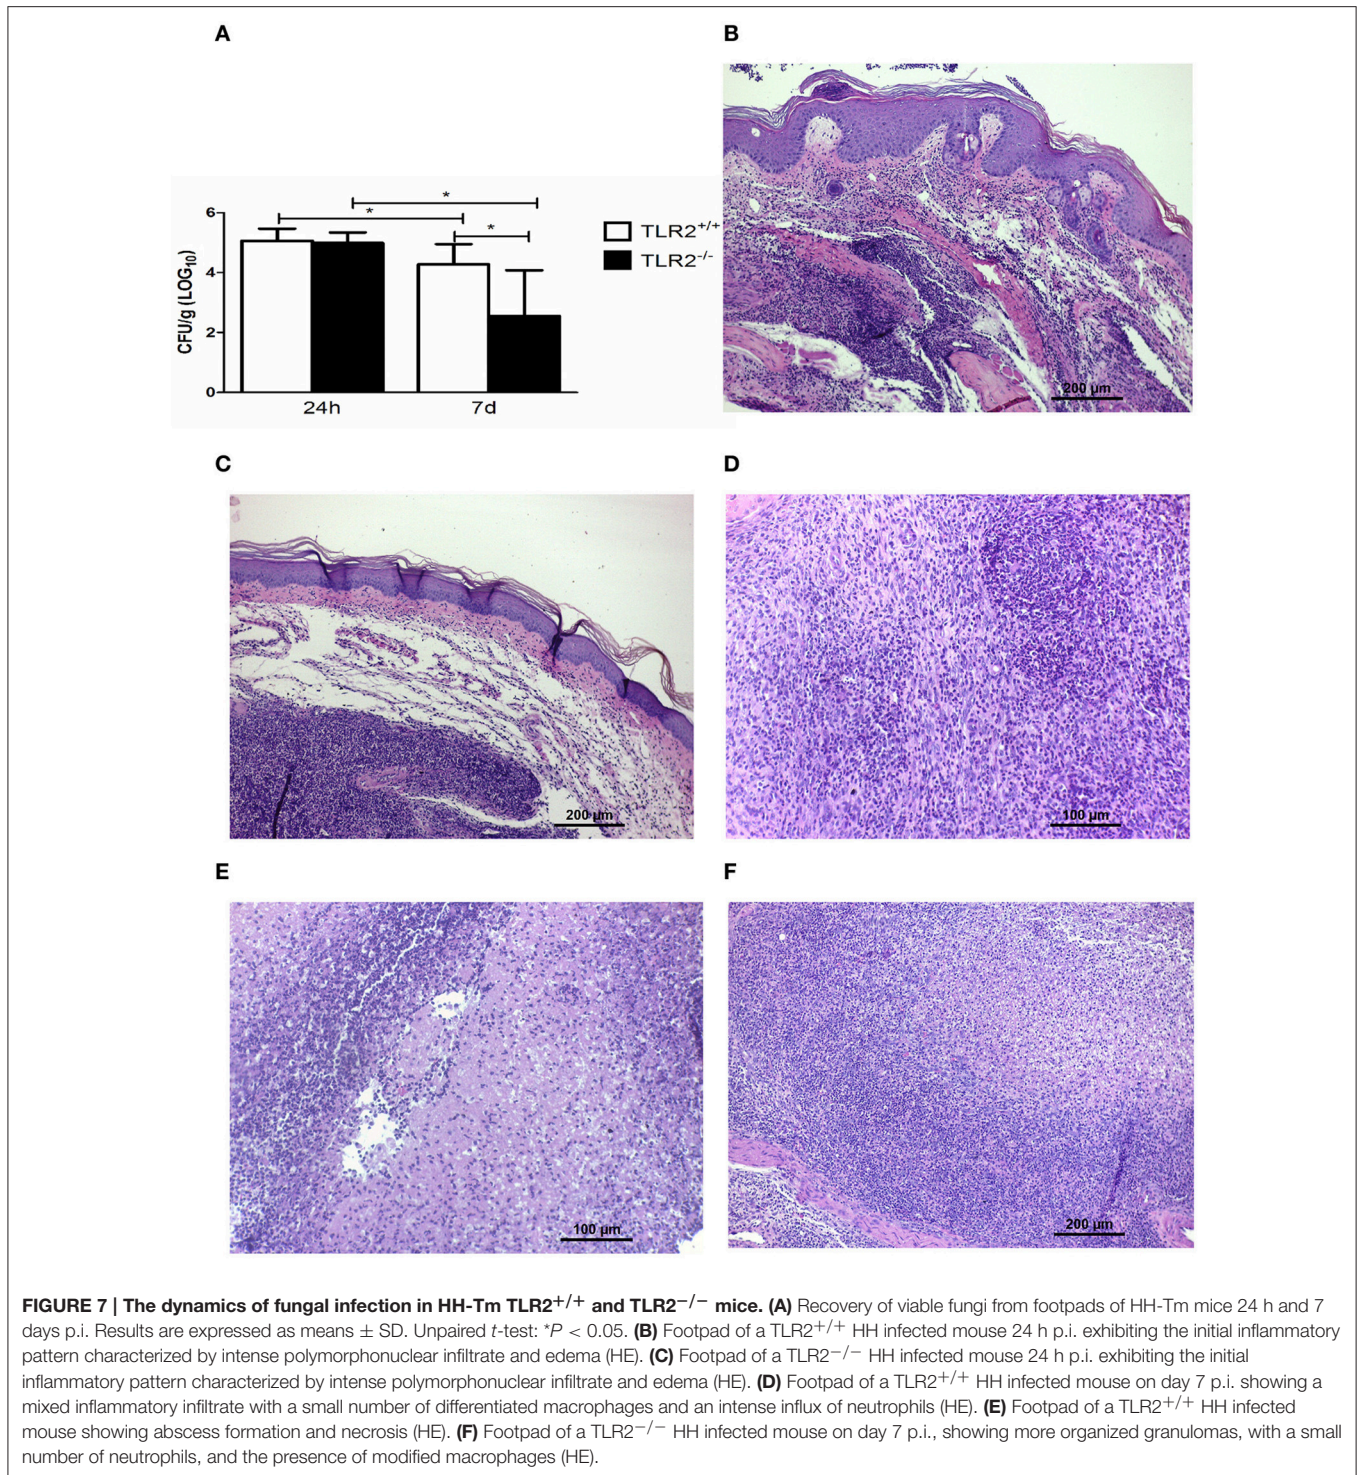 A
B
6
4
2
0
CFU/g (LOG10)
*
*
*
TLR2+/+
TLR2-/-
24h
7d
200 μm
C
D
200 μm
100 μm
E
F
100 μm
200 μm
FIGURE 7 | The dynamics of fungal infection in HH-Tm TLR2+/+ and TLR2−/− mice. (A) Recovery of viable fungi from footpads of HH-Tm mice 24 h and 7
days p.i. Results are expressed as means ± SD. Unpaired t-test: *P < 0.05. (B) Footpad of a TLR2+/+ HH infected mouse 24 h p.i. exhibiting the initial inflammatory
pattern characterized by intense polymorphonuclear infiltrate and edema (HE). (C) Footpad of a TLR2−/− HH infected mouse 24 h p.i. exhibiting the initial
inflammatory pattern characterized by intense polymorphonuclear infiltrate and edema (HE). (D) Footpad of a TLR2+/+ HH infected mouse on day 7 p.i. showing a
mixed inflammatory infiltrate with a small number of differentiated macrophages and an intense influx of neutrophils (HE). (E) Footpad of a TLR2+/+ HH infected
mouse showing abscess formation and necrosis (HE). (F) Footpad of a TLR2−/− HH infected mouse on day 7 p.i., showing more organized granulomas, with a small
number of neutrophils, and the presence of modified macrophages (HE).